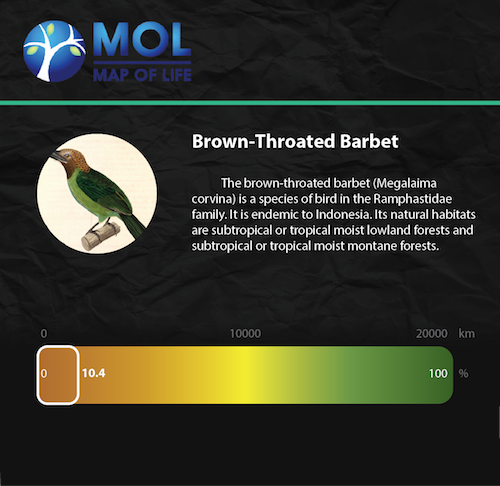 MOL
MAP OF LIFE
Brown-Throated Barbet
The brown-throated barbet (Megalaima
corvina) is a species of bird in the Ramphastidae
family. It is endemic to Indonesia. Its natural habitats
are subtropical or tropical moist lowland forests and
subtropical or tropical moist montane forests.
0 10000 20000 km
0 10.4 100 %